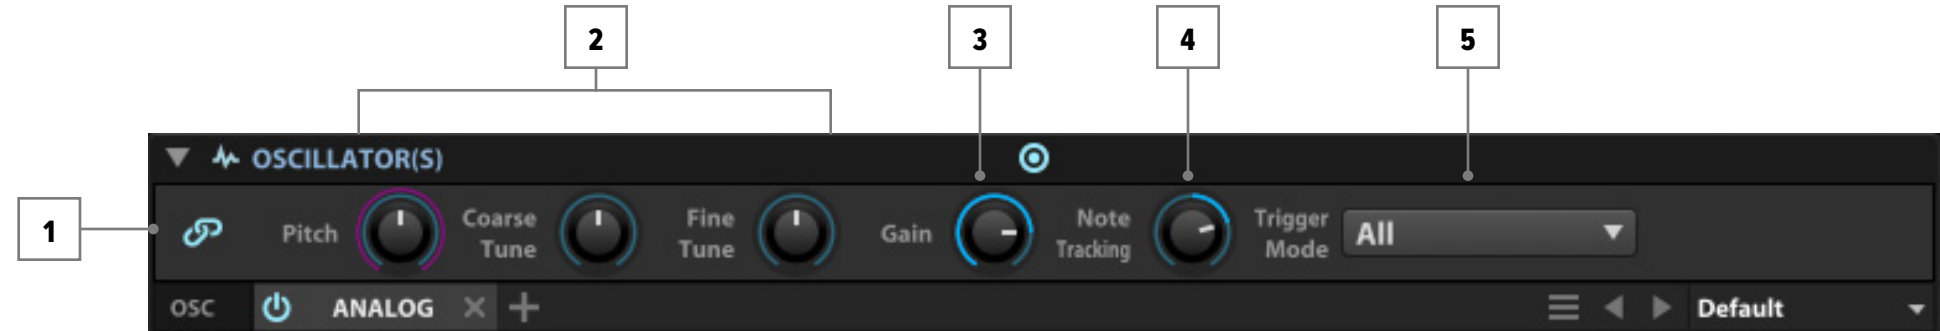 2
3
4
5
OSCILLATOR(S)
1
Pitch
Coarse
Tune
Fine
Tune
Gain
Note
Tracking
Trigger
Mode
All
OSC
ANALOG
Default